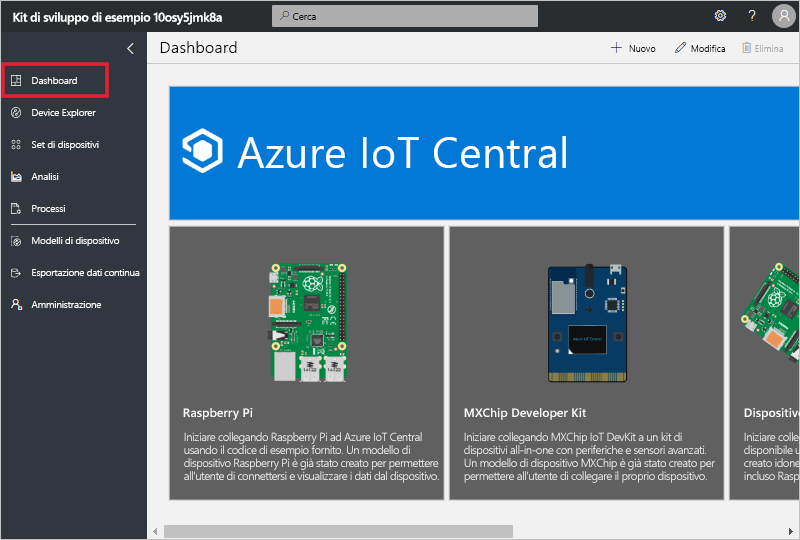 Kit di sviluppo di esempio 10osy5jmk8a
Cerca
?
Dashboard
Device Explorer
Set di dispositivi
Analisi
Processi
Modelli di dispositivo
Esportazione dati continua
Amministrazione
Dashboard
Nuovo
Modifica
Elimina
Azure IoT Central
Raspberry Pi
Iniziare collegando Raspberry Pi ad Azure IoT Central
usando il codice di esempio fornito. Un modello di
dispositivo Raspberry Pi è già stato creato per permettere
all'utente di connettersi e visualizzare i dati dal dispositivo.
Azure IoT Central
MXChip Developer Kit
Iniziare collegando MXChip IoT DevKit a un kit di
dispositivi all-in-one con periferiche e sensori avanzati.
Un modello di dispositivo MXChip è già stato creato per
permettere all'utente di collegare il proprio dispositivo.
Dispositivo
Iniziare colle
disponibile u
creato idone
incluso Rasp